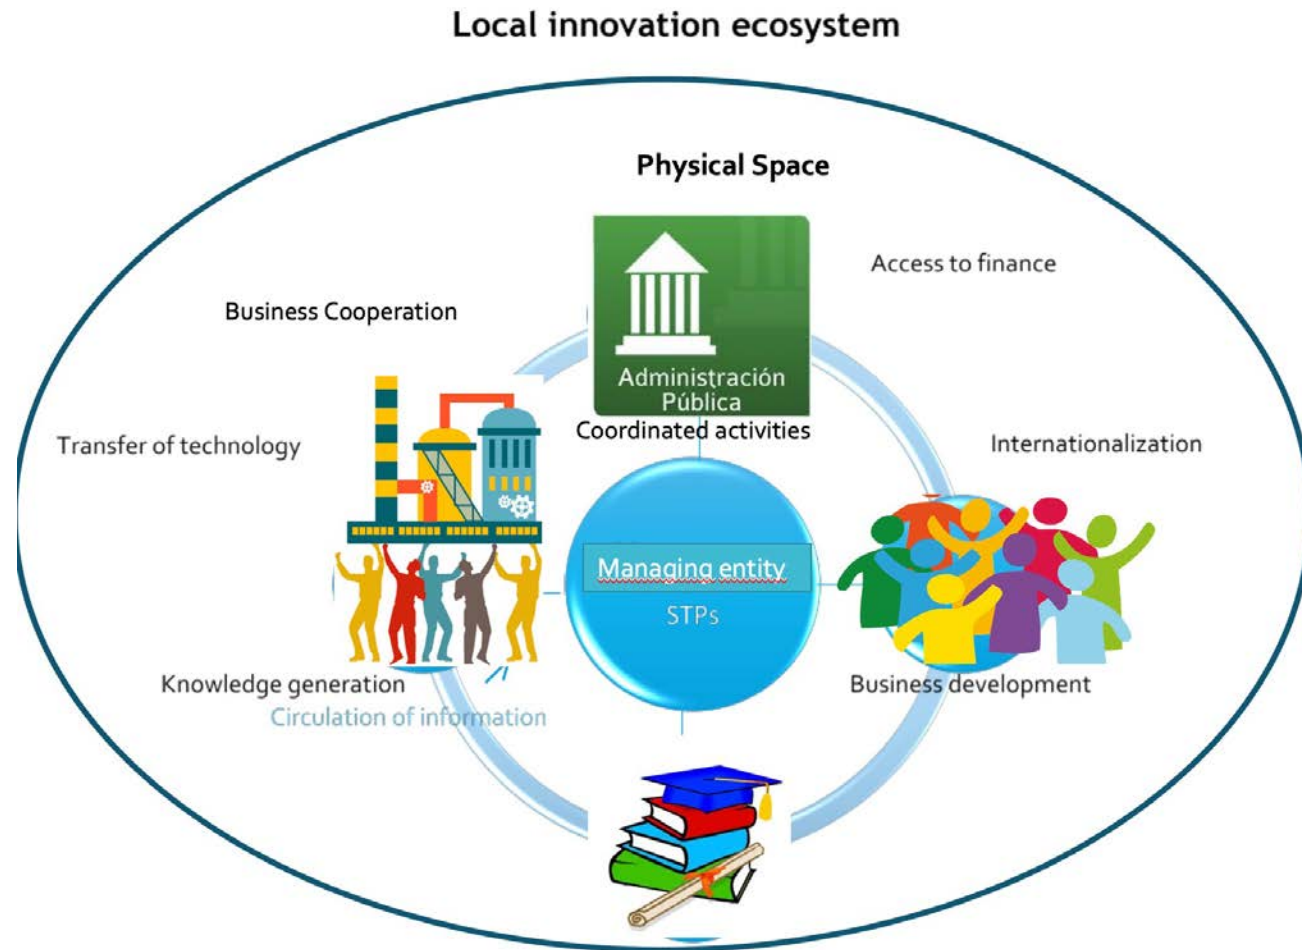 Local innovation ecosystem
Physical Space
Access to finance
Business Cooperation
Administración
Pública
Coordinated activities
Transfer of technology
Internationalization
Managing entity
STPs
Knowledge generation
Business development
Circulation of information